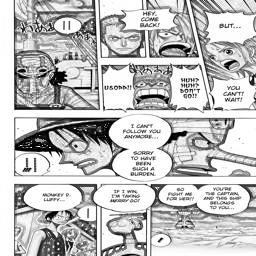 BUT...
YOU
CAN'T
WAIT!
HEY,
COME
BACK!
!!
HUH?
HUH?
DON'T
GO!!
USOPP!!
I CAN'T
FOLLOW YOU
ANYMORE...
SORRY
TO HAVE
BEEN
SUCH A
BURDEN.
!!
YOU'RE THE
CAPTAIN,
AND THIS SHIP
BELONGS
TO YOU...
SO
FIGHT ME
FOR HER!!
IF I WIN,
I'M TAKING
MERRY GO!
MONKEY D.
LUFFY...